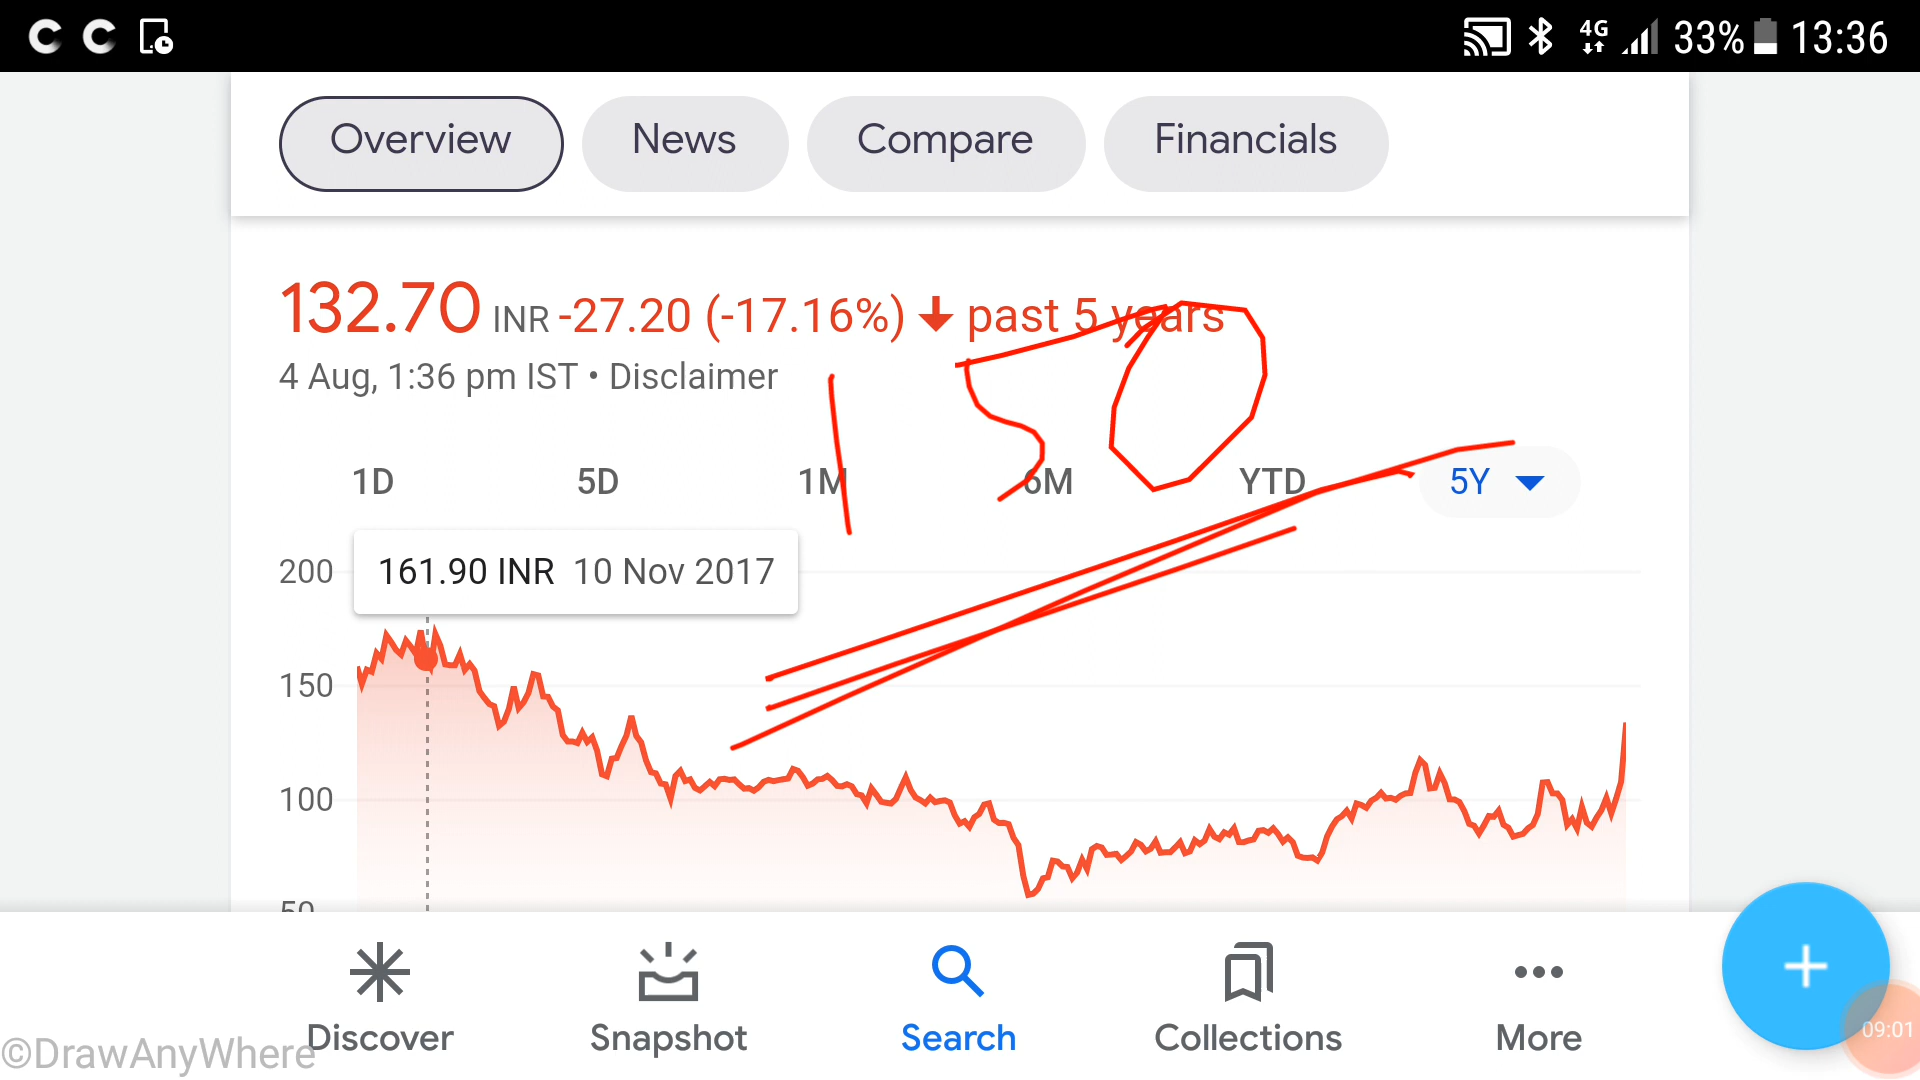 33% 13:36
Overview News Compare Financials
132.70 INR -27.20 (-17.16%) past 5 years
4 Aug, 1:36 pm IST • Disclaimer
150
1D 5D 1M 6M YTD 5Y
161.90 INR 10 Nov 2017
200
150
100
50
4G
Discover Snapshot Search Collections More
09:01
©DrawAnyWhere